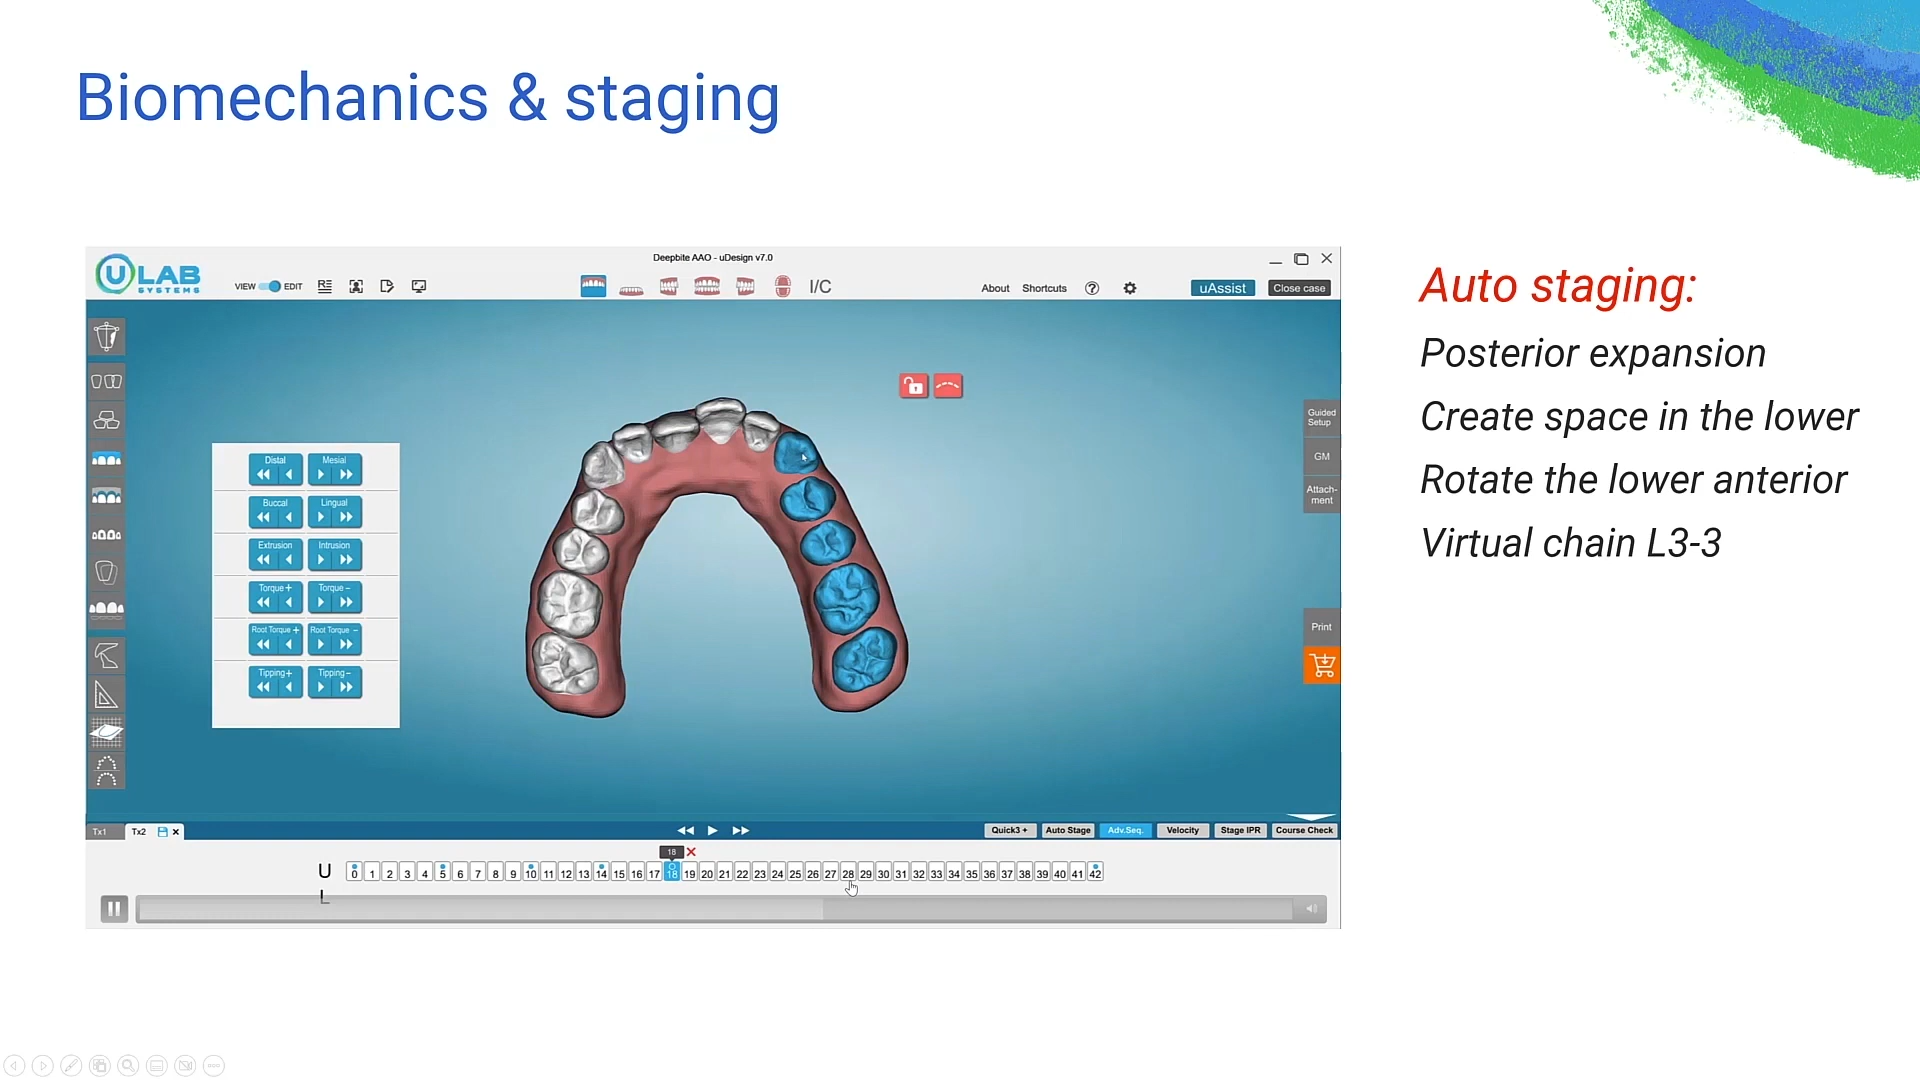 Biomechanics & staging
Deepbite AAO - uDesign v7.0
U LAB
SYSTEMS
VIEW EDIT
I/C
About Shortcuts ? uAssist Close case
Auto staging:
Posterior expansion
Create space in the lower
Rotate the lower anterior
Virtual chain L3-3
Guided
Setup
GM
Attach-
ment
Distal Mesial
Buccal Lingual
Extrusion Intrusion
Torque+ Torque-
Root Torque + Root Torque -
Tipping+ Tipping-
Print
Tx1 Tx2 Quick3 + Auto Stage Adv.Seq. Velocity Stage IPR Course Check
18
U 0 1 2 3 4 5 6 7 8 9 10 11 12 13 14 15 16 17 18 19 20 21 22 23 24 25 26 27 28 29 30 31 32 33 34 35 36 37 38 39 40 41 42
L